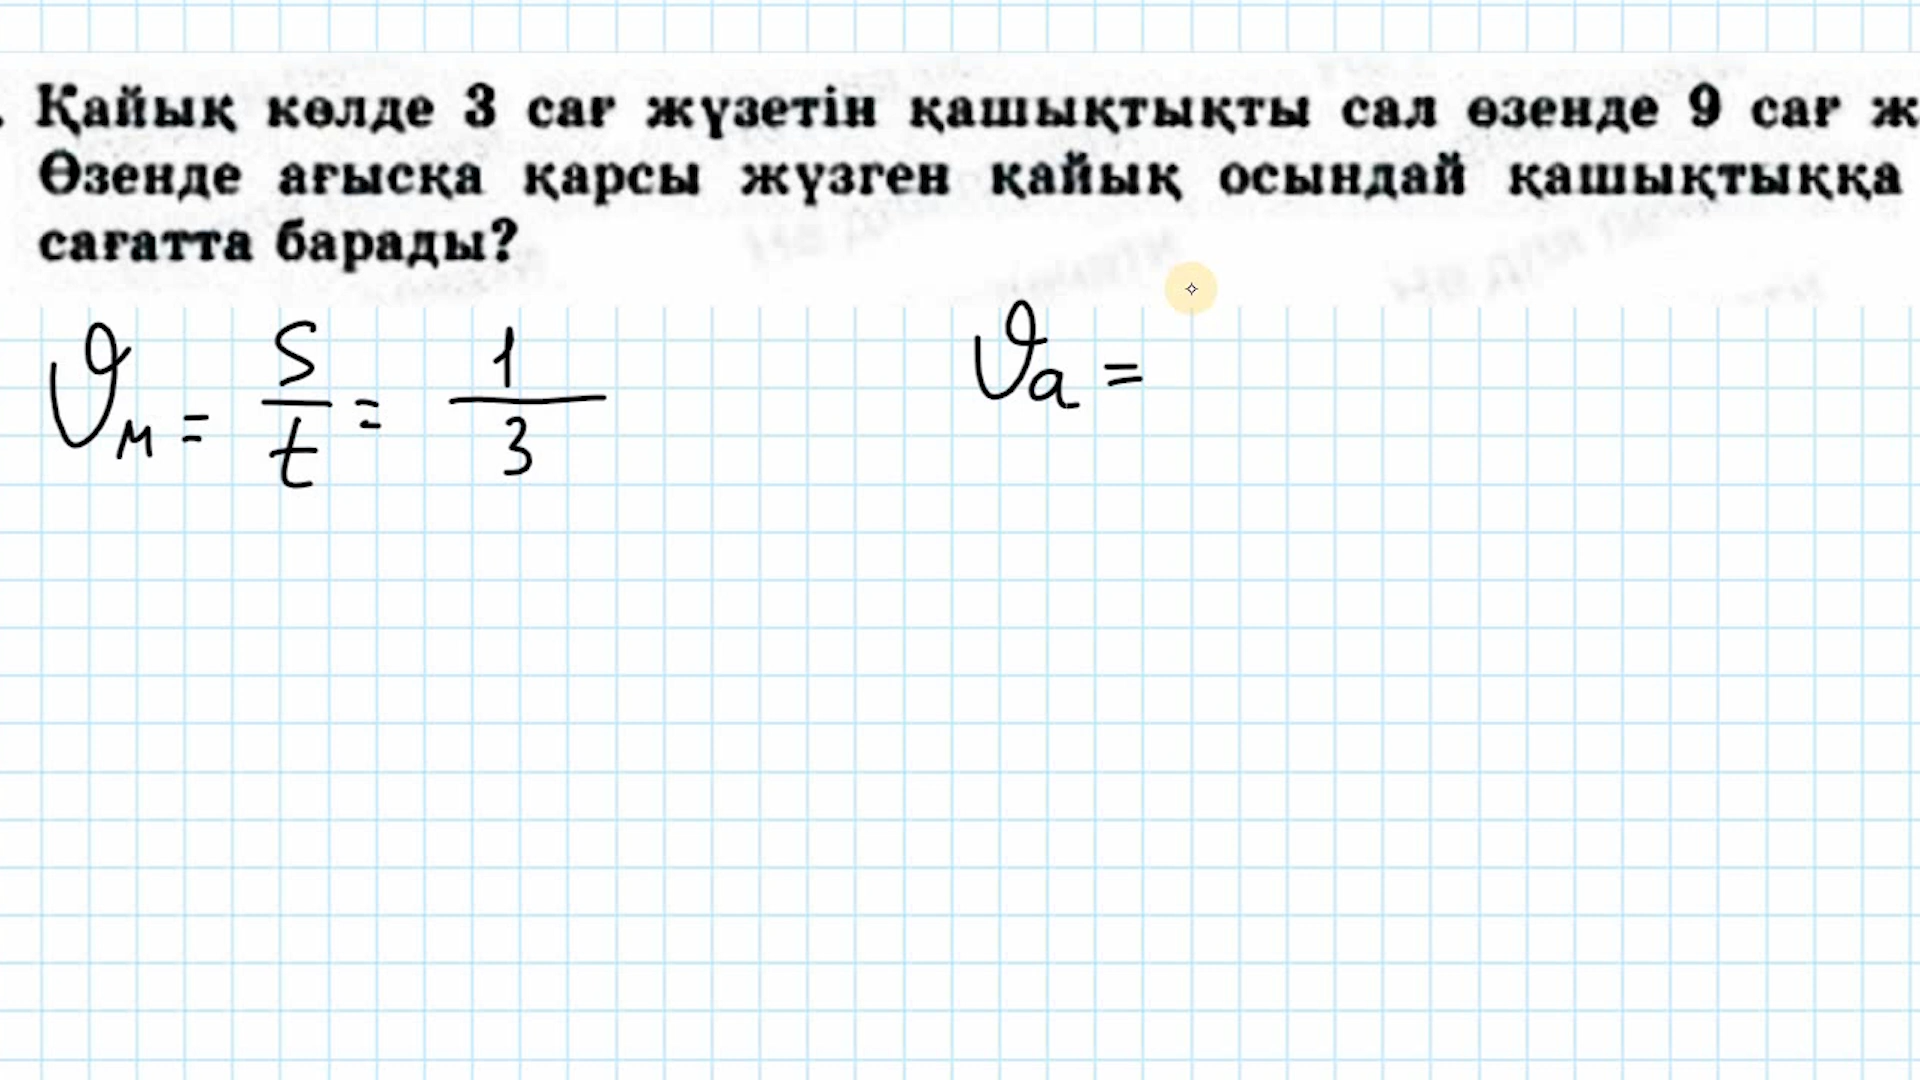 . Қайық көлде 3 сағ жүзетін қашықтықты сал өзенде 9 сағ ж
Өзенде ағысқа қарсы жүзген қайық осындай қашықтыққа
сағатта барады?
𝜗м = S/t = 1/3
𝜗a =